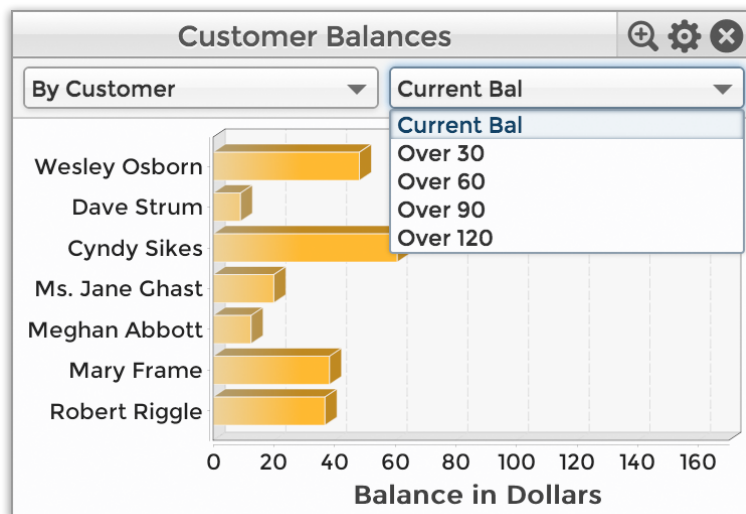 Customer Balances
By Customer
Current Bal
Current Bal
Over 30
Over 60
Over 90
Over 120
Wesley Osborn
Dave Strum
Cyndy Sikes
Ms. Jane Ghast
Meghan Abbott
Mary Frame
Robert Riggle
0 20 40 60 80 100 120 140 160
Balance in Dollars